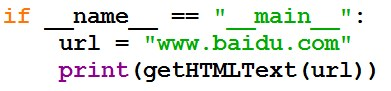 if __name__ == "__main__":
    url = "www.baidu.com"
    print(getHTMLText(url))